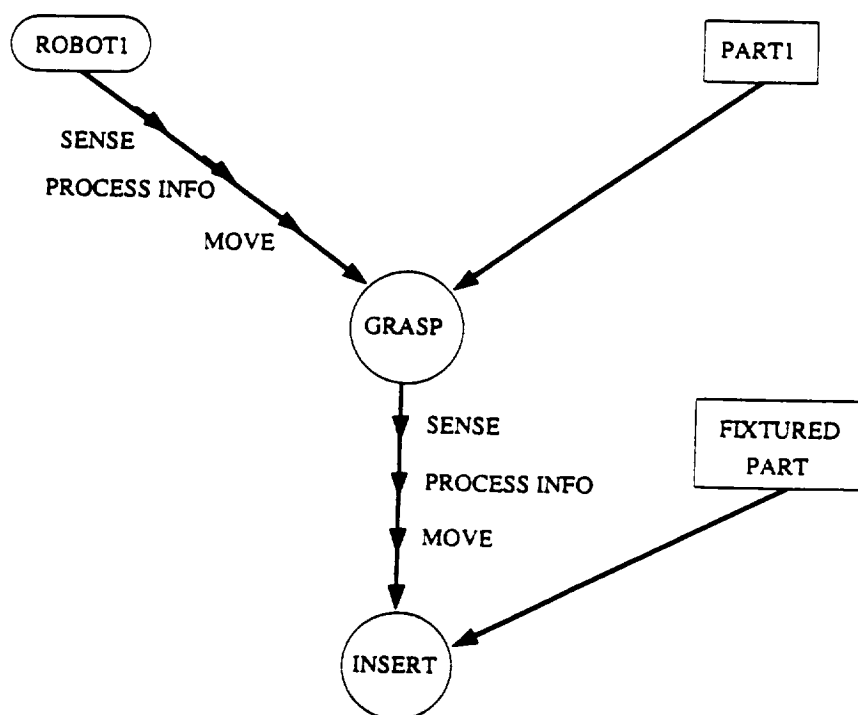 ROBOT1
PART1
SENSE
PROCESS INFO
MOVE
GRASP
SENSE
PROCESS INFO
MOVE
FIXTURED
PART
INSERT